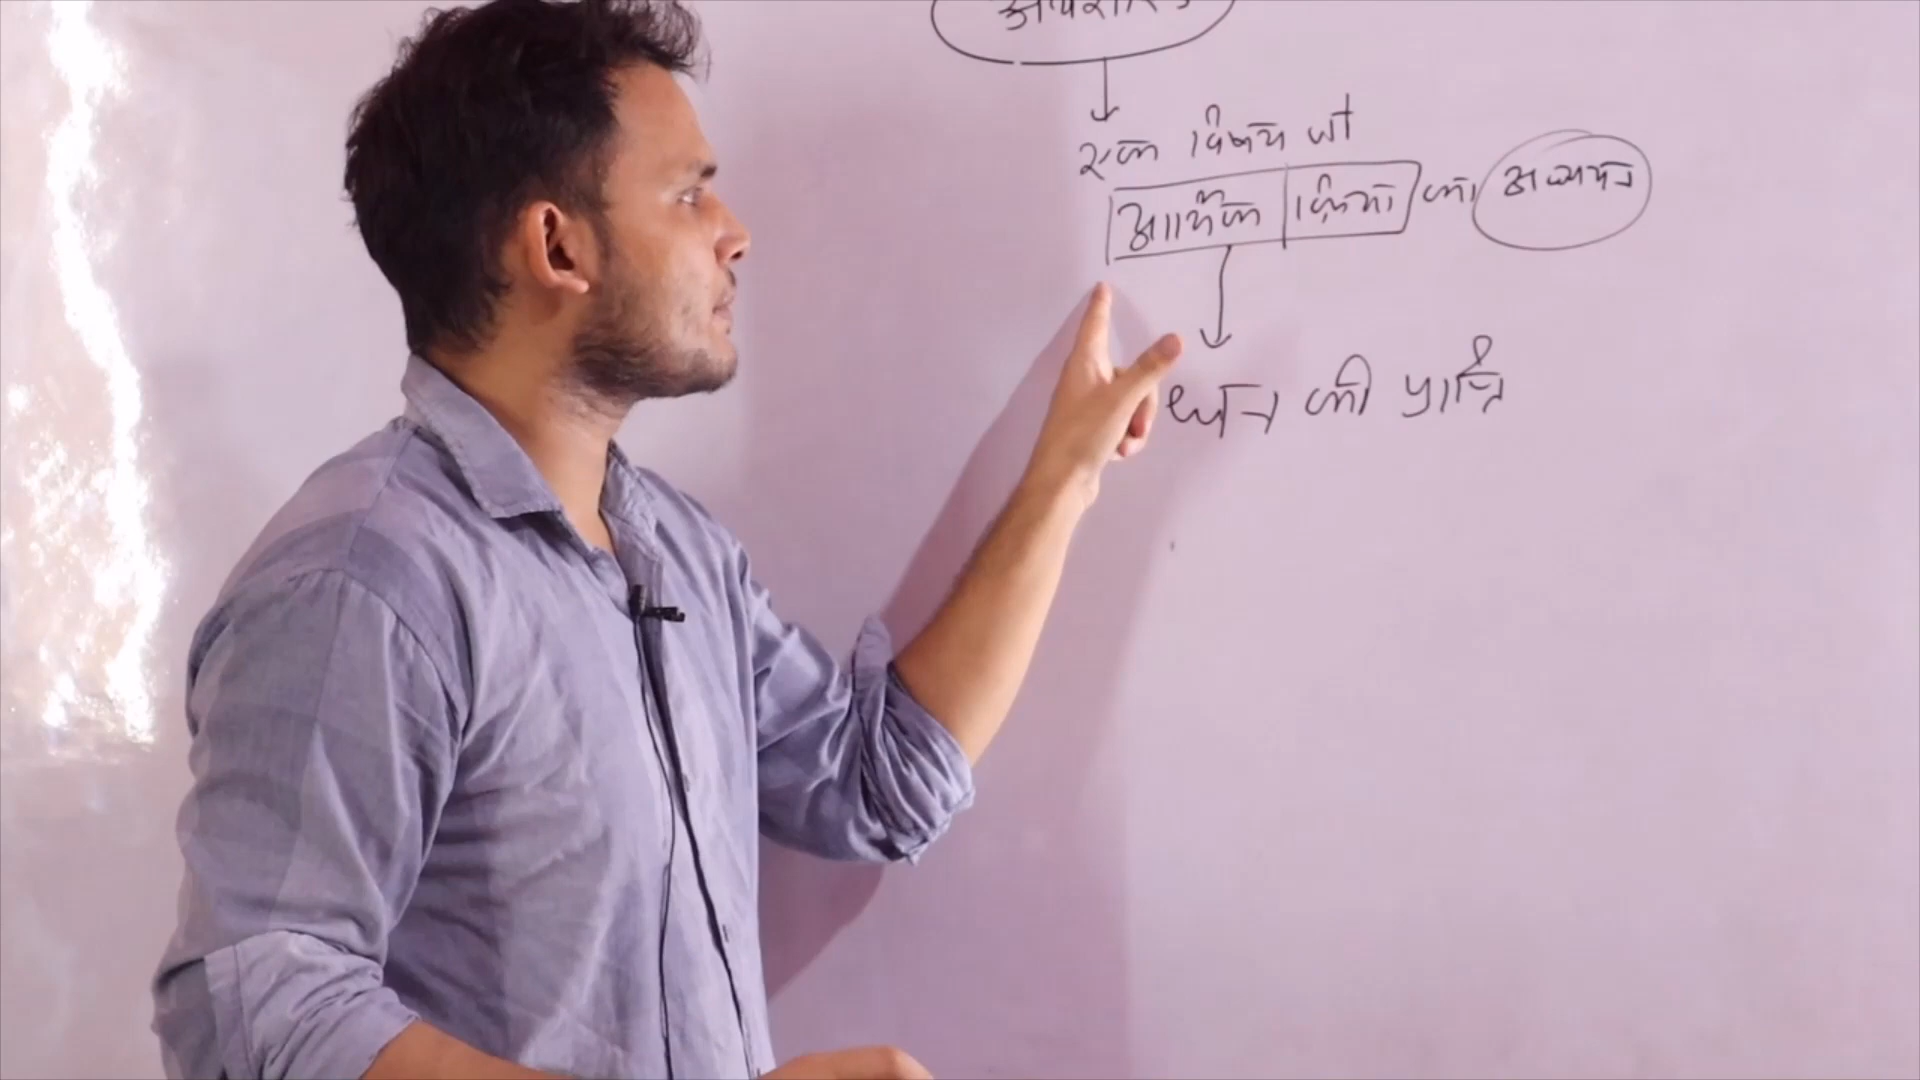 एक विषय भी
आर्थिक क्रिया का अध्ययन
धन की प्राप्ति